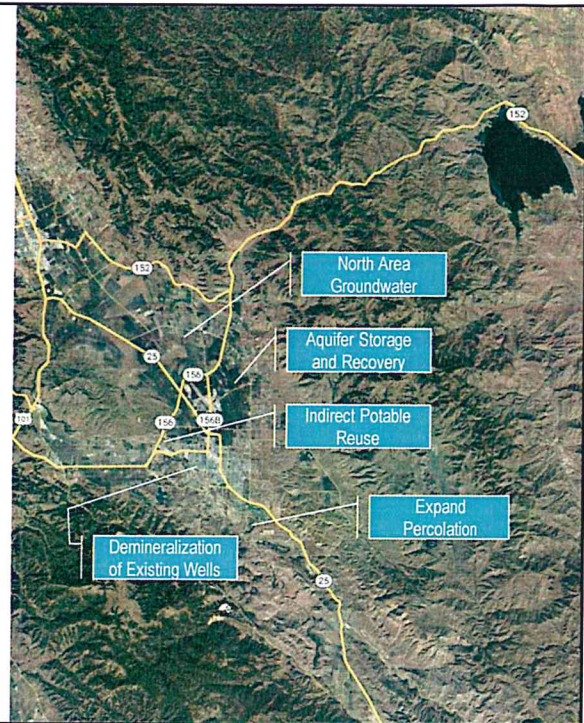 152
North Area
Groundwater
152
25
Aquifer Storage
and Recovery
156
101
156
156B
Indirect Potable
Reuse
Expand
Percolation
Demineralization
of Existing Wells
25